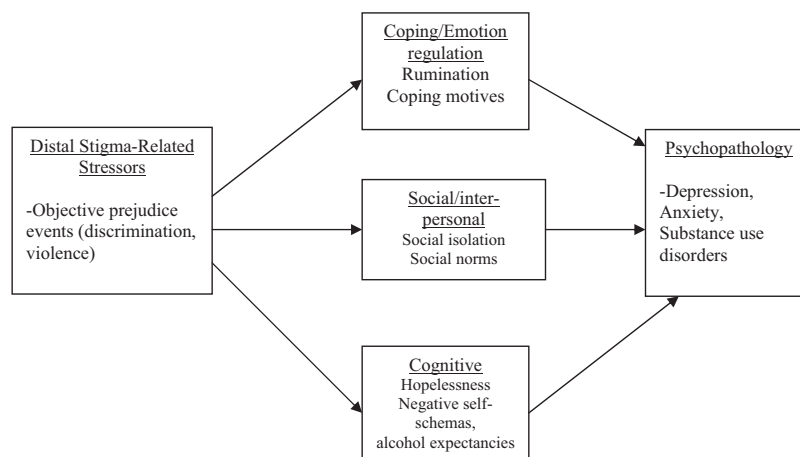 Coping/Emotion
regulation
Rumination
Coping motives
Distal Stigma-Related
Stressors
-Objective prejudice
events (discrimination,
violence)
Social/inter-
personal
Social isolation
Social norms
Psychopathology
-Depression,
Anxiety,
Substance use
disorders
Cognitive
Hopelessness
Negative self-
schemas,
alcohol expectancies